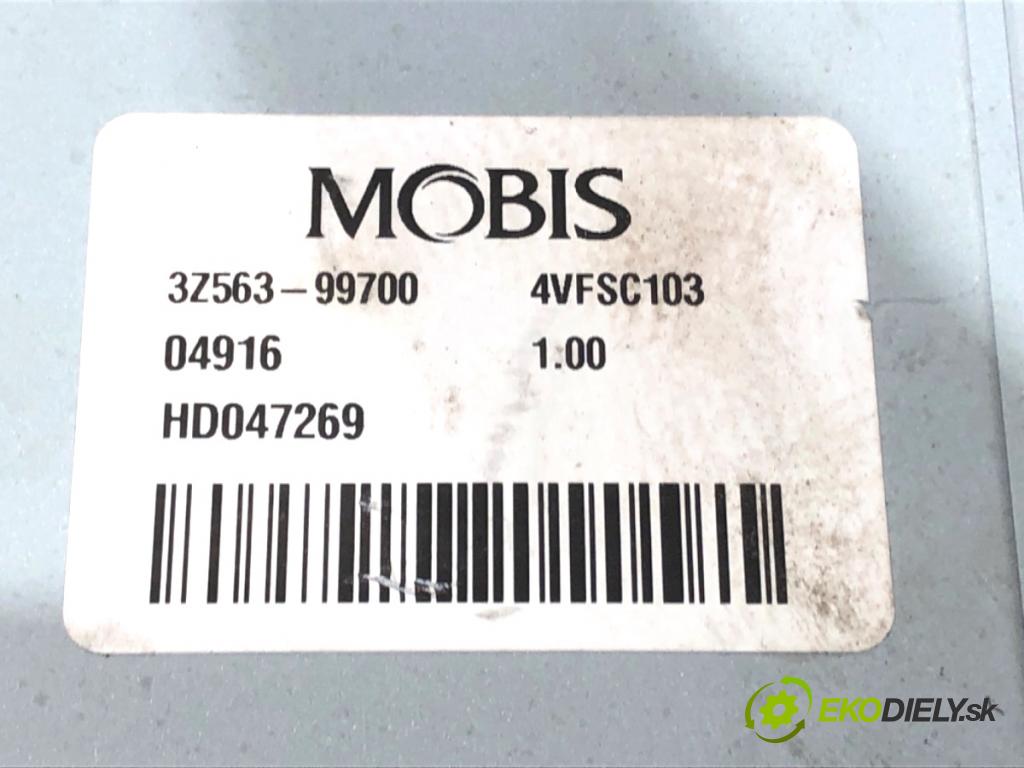 MOBIS
3Z563-99700 4VFSC103
04916 1.00
HD047269
EKODIELY.sk